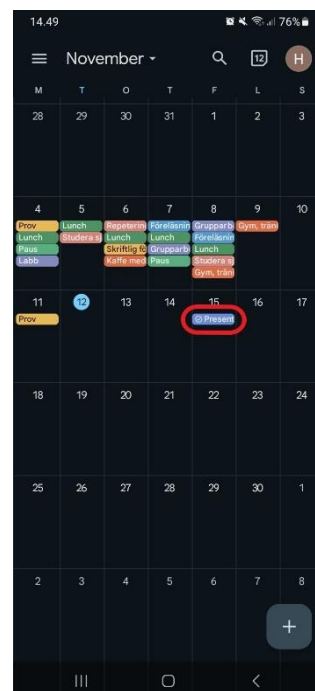 14.49 76%
November 12 H
M T O T F L S
28 29 30 31 1 2 3
4 5 6 7 8 9 10
Prov Lunch Repetering Föreläsnin Grupparb Gym, trän
Lunch Studera sj Lunch Lunch Föreläsnin
Paus Skriftlig fö Grupparb Lunch
Labb Kaffe med Paus Studera sj
Gym, trän
11 12 13 14 15 16 17
Prov Present
18 19 20 21 22 23 24
25 26 27 28 29 30 1
2 3 4 5 6 7 8
+